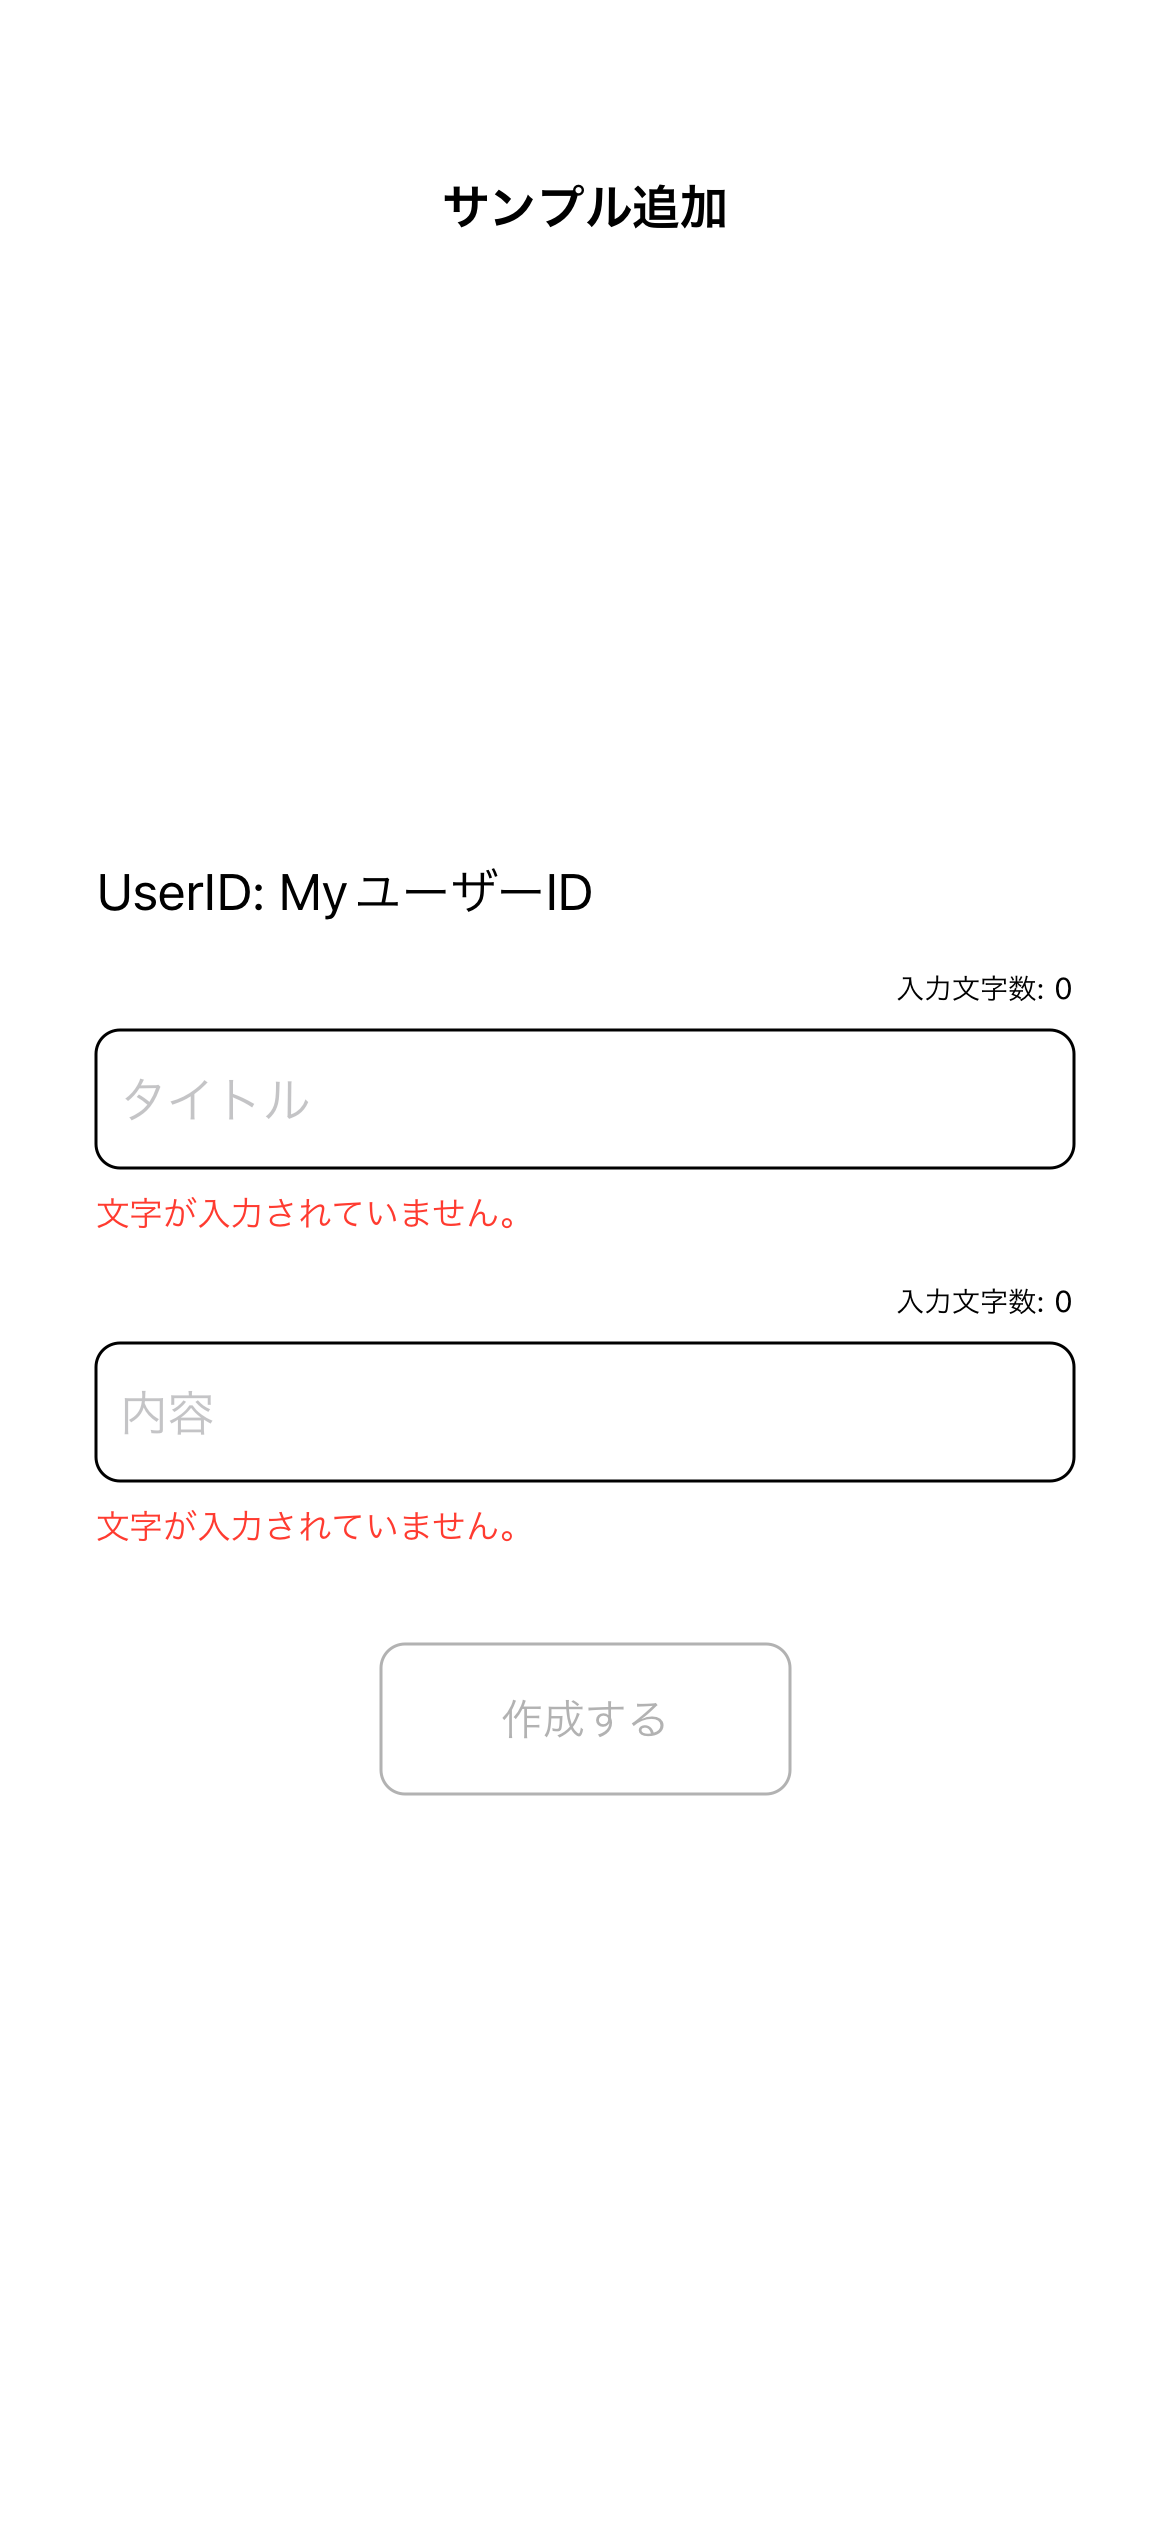 サンプル追加
UserID: MyユーザーID
入力文字数: 0
タイトル
文字が入力されていません。
入力文字数: 0
内容
文字が入力されていません。
作成する